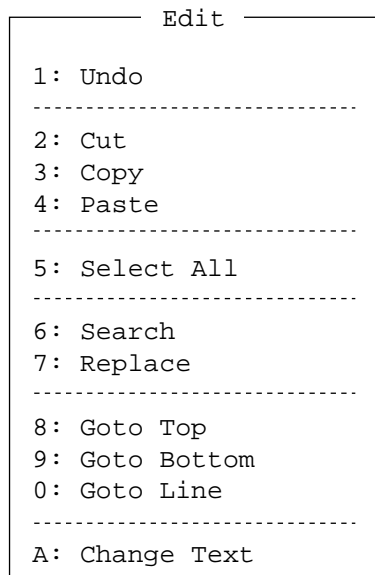 Edit
1: Undo
2: Cut
3: Copy
4: Paste
5: Select All
6: Search
7: Replace
8: Goto Top
9: Goto Bottom
0: Goto Line
A: Change Text